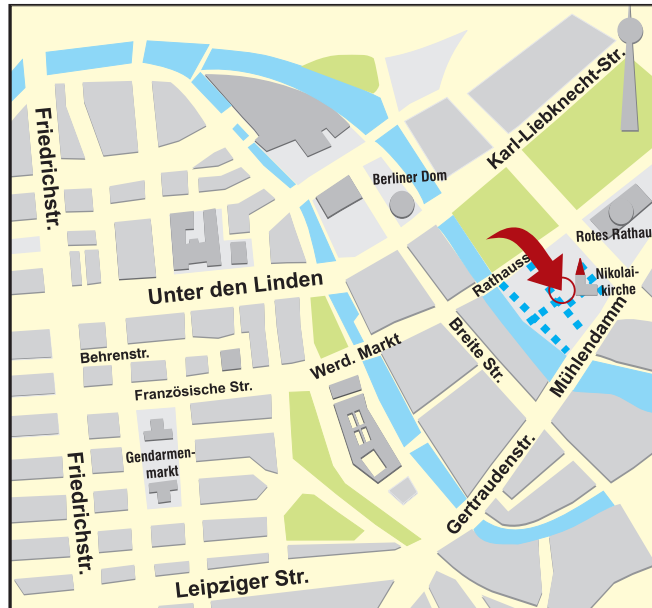 Karl-Liebknecht-Str.
Friedrichstr.
Berliner Dom
Rotes Rathau
Rathauss
Nikolai-
kirche
Unter den Linden
Mühlendamm
Breite Str.
Werd. Markt
Behrenstr.
Französische Str.
Gendarmen-
markt
Friedrichstr.
Gertraudenstr.
Leipziger Str.